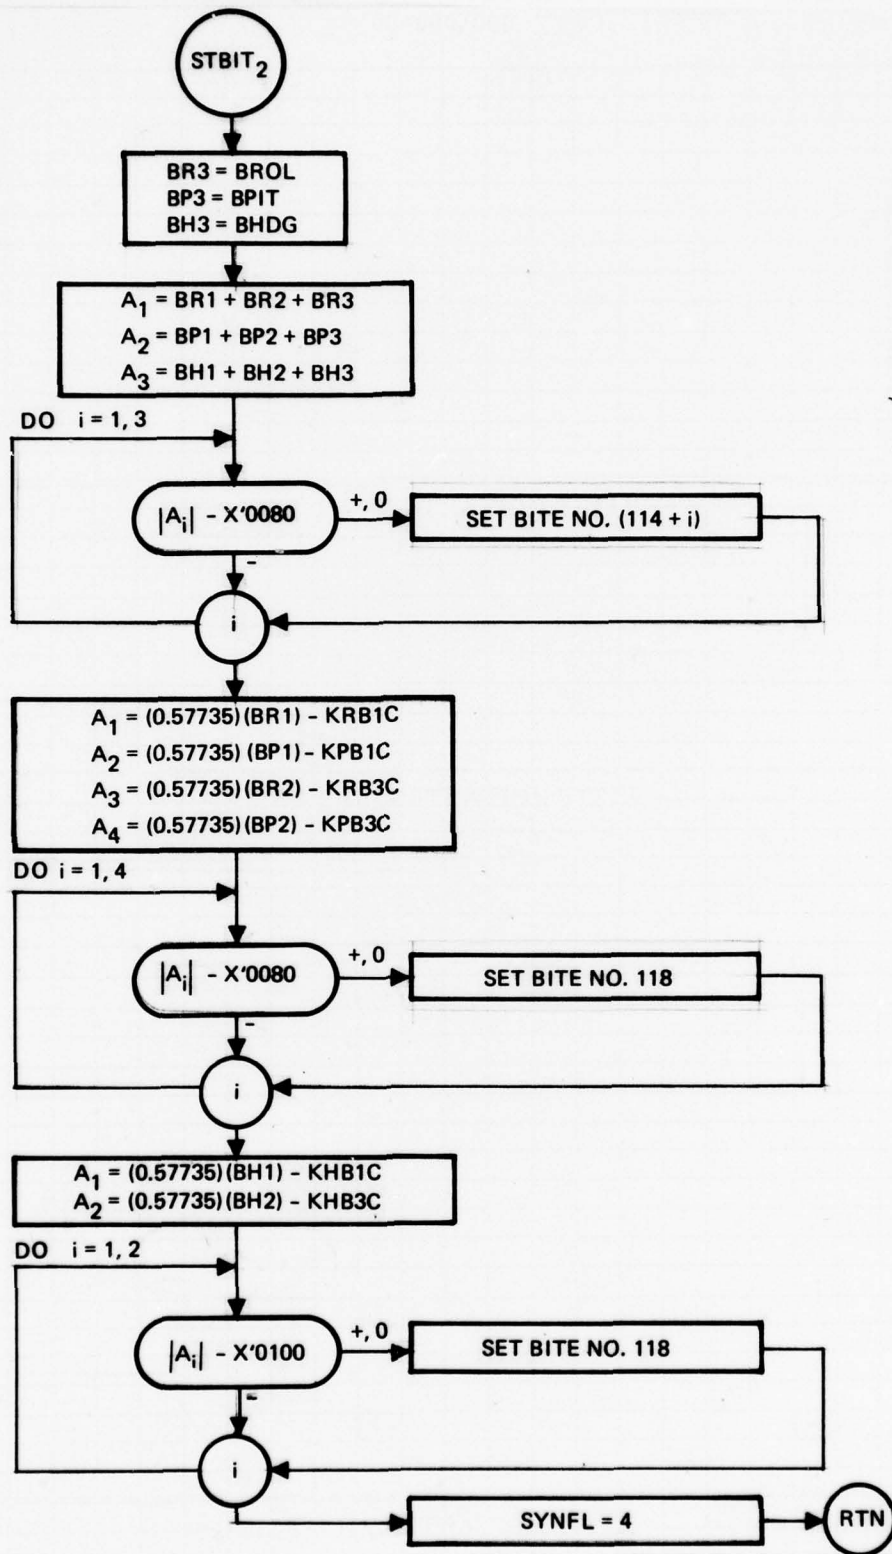 STBIT2
BR3 = BROL
BP3 = BPIT
BH3 = BHDG
A1 = BR1 + BR2 + BR3
A2 = BP1 + BP2 + BP3
A3 = BH1 + BH2 + BH3
DO i = 1, 3
|Ai| - X'0080
+, 0
SET BITE NO. (114 + i)
-
i
A1 = (0.57735) (BR1) - KRB1C
A2 = (0.57735) (BP1) - KPB1C
A3 = (0.57735) (BR2) - KRB3C
A4 = (0.57735) (BP2) - KPB3C
DO i = 1, 4
|Ai| - X'0080
+, 0
SET BITE NO. 118
-
i
A1 = (0.57735) (BH1) - KHB1C
A2 = (0.57735) (BH2) - KHB3C
DO i = 1, 2
|Ai| - X'0100
+, 0
SET BITE NO. 118
-
i
SYNFL = 4
RTN